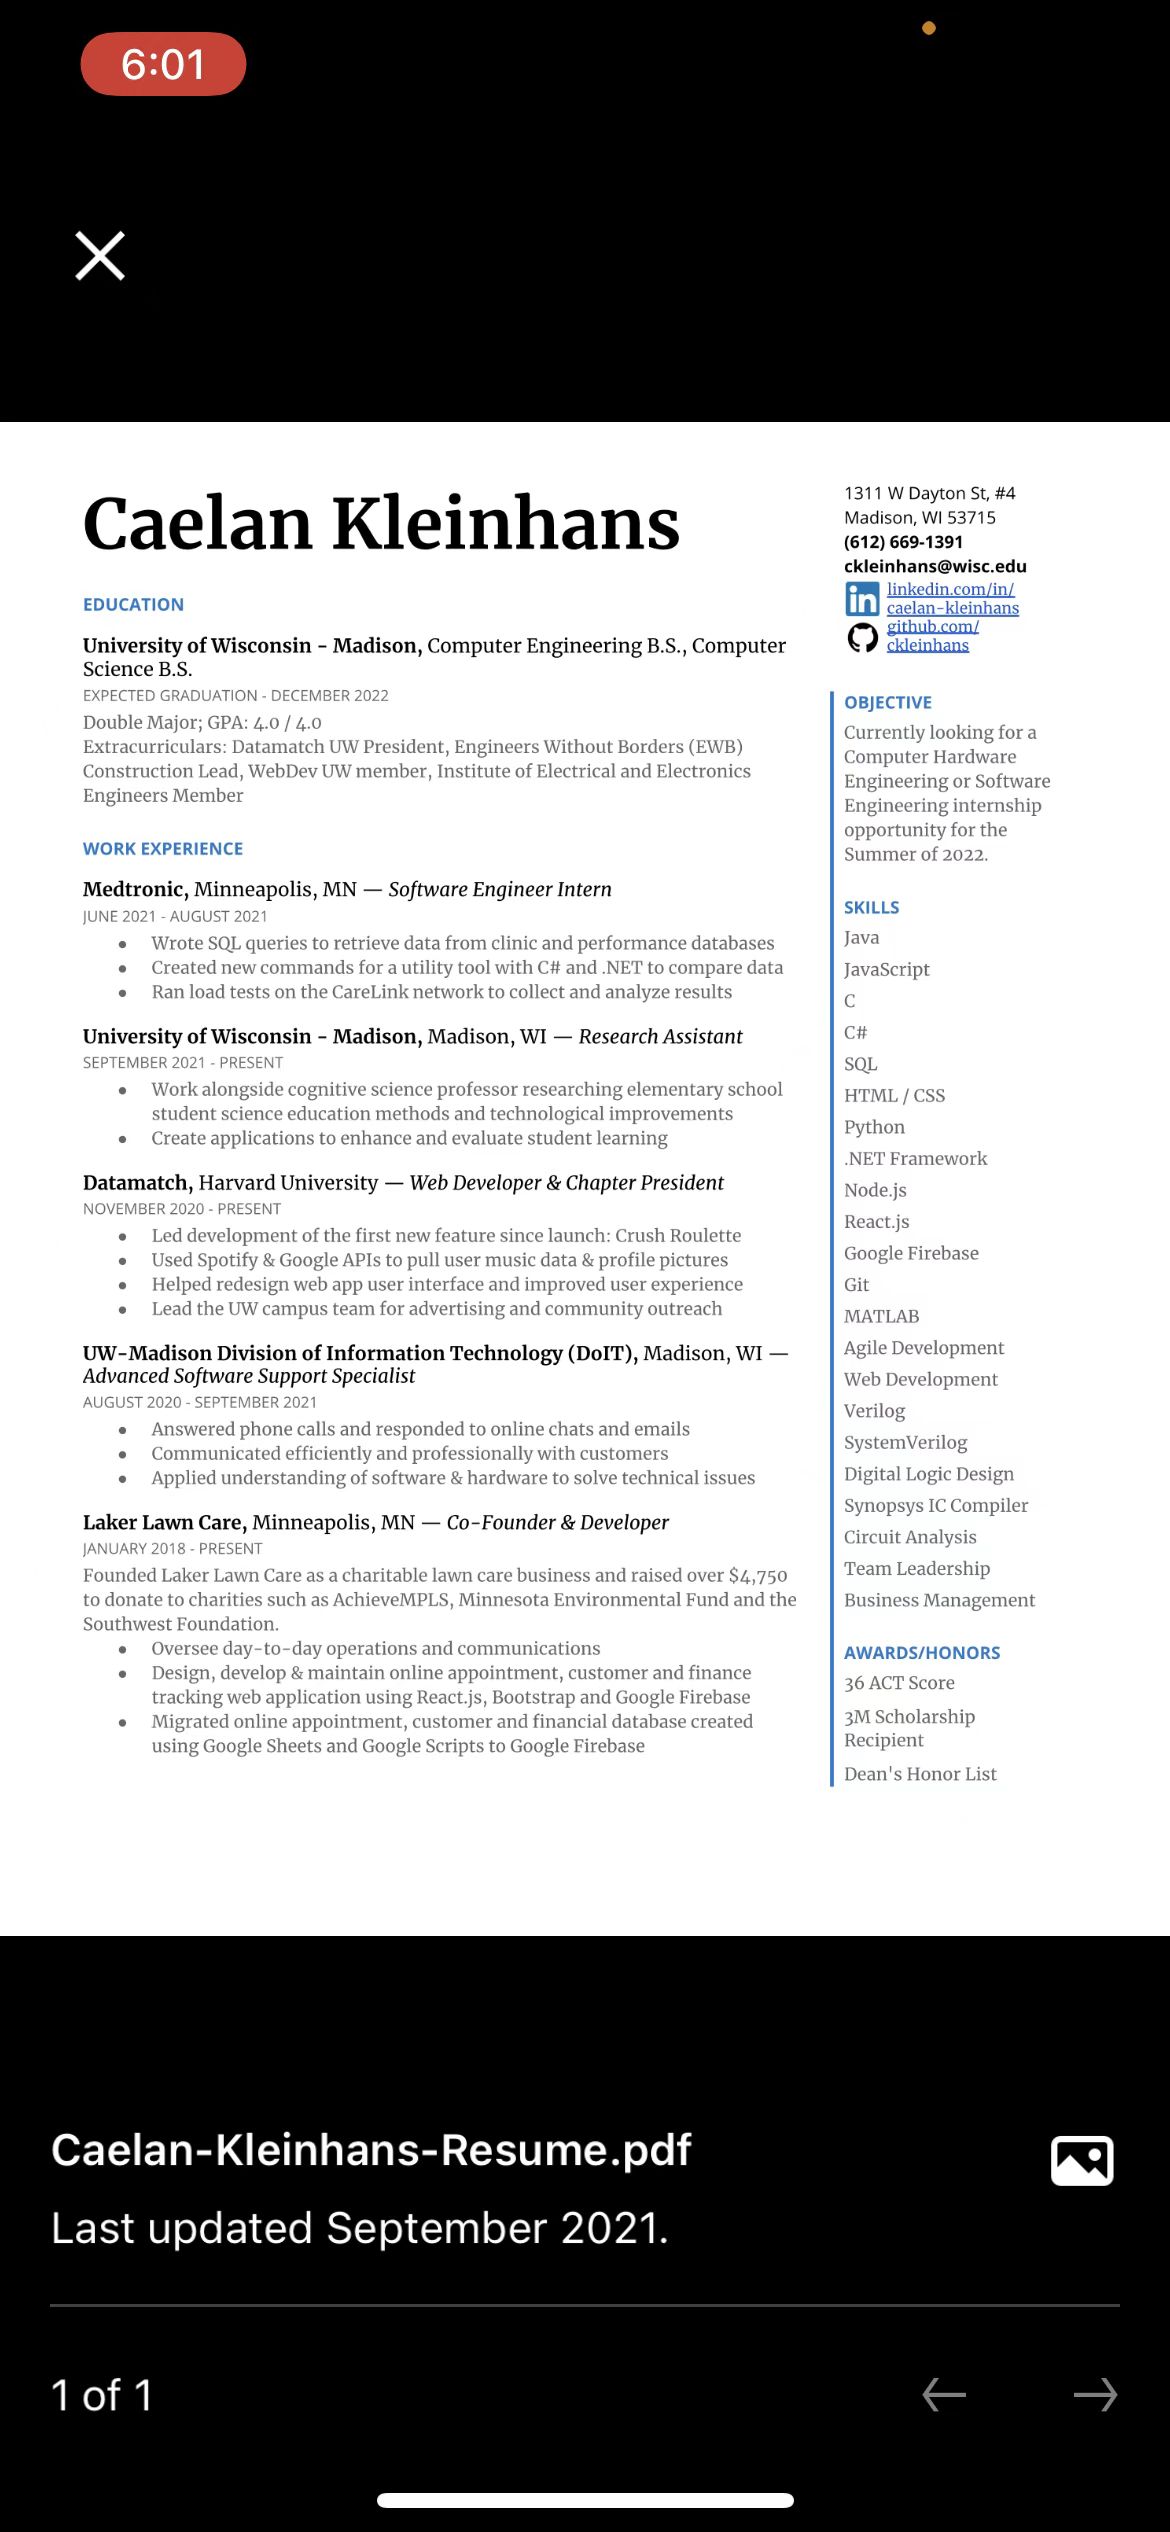 6:01
Caelan Kleinhans
EDUCATION
University of Wisconsin - Madison, Computer Engineering B.S., Computer
Science B.S.
EXPECTED GRADUATION - DECEMBER 2022
Double Major; GPA: 4.0 / 4.0
Extracurriculars: Datamatch UW President, Engineers Without Borders (EWB)
Construction Lead, WebDev UW member, Institute of Electrical and Electronics
Engineers Member
WORK EXPERIENCE
Medtronic, Minneapolis, MN — Software Engineer Intern
JUNE 2021 - AUGUST 2021
● Wrote SQL queries to retrieve data from clinic and performance databases
● Created new commands for a utility tool with C# and .NET to compare data
● Ran load tests on the CareLink network to collect and analyze results
University of Wisconsin - Madison, Madison, WI — Research Assistant
SEPTEMBER 2021 - PRESENT
● Work alongside cognitive science professor researching elementary school
student science education methods and technological improvements
● Create applications to enhance and evaluate student learning
Datamatch, Harvard University — Web Developer & Chapter President
NOVEMBER 2020 - PRESENT
● Led development of the first new feature since launch: Crush Roulette
● Used Spotify & Google APIs to pull user music data & profile pictures
● Helped redesign web app user interface and improved user experience
● Lead the UW campus team for advertising and community outreach
UW-Madison Division of Information Technology (DoIT), Madison, WI —
Advanced Software Support Specialist
AUGUST 2020 - SEPTEMBER 2021
● Answered phone calls and responded to online chats and emails
● Communicated efficiently and professionally with customers
● Applied understanding of software & hardware to solve technical issues
Laker Lawn Care, Minneapolis, MN — Co-Founder & Developer
JANUARY 2018 - PRESENT
Founded Laker Lawn Care as a charitable lawn care business and raised over $4,750
to donate to charities such as AchieveMPLS, Minnesota Environmental Fund and the
Southwest Foundation.
● Oversee day-to-day operations and communications
● Design, develop & maintain online appointment, customer and finance
tracking web application using React.js, Bootstrap and Google Firebase
● Migrated online appointment, customer and financial database created
using Google Sheets and Google Scripts to Google Firebase
1311 W Dayton St, #4
Madison, WI 53715
(612) 669-1391
ckleinhans@wisc.edu
in
linkedin.com/in/
caelan-kleinhans
github.com/
ckleinhans
OBJECTIVE
Currently looking for a
Computer Hardware
Engineering or Software
Engineering internship
opportunity for the
Summer of 2022.
SKILLS
Java
JavaScript
C
C#
SQL
HTML / CSS
Python
.NET Framework
Node.js
React.js
Google Firebase
Git
MATLAB
Agile Development
Web Development
Verilog
SystemVerilog
Digital Logic Design
Synopsys IC Compiler
Circuit Analysis
Team Leadership
Business Management
AWARDS/HONORS
36 ACT Score
3M Scholarship
Recipient
Dean's Honor List
Caelan-Kleinhans-Resume.pdf
Last updated September 2021.
1 of 1